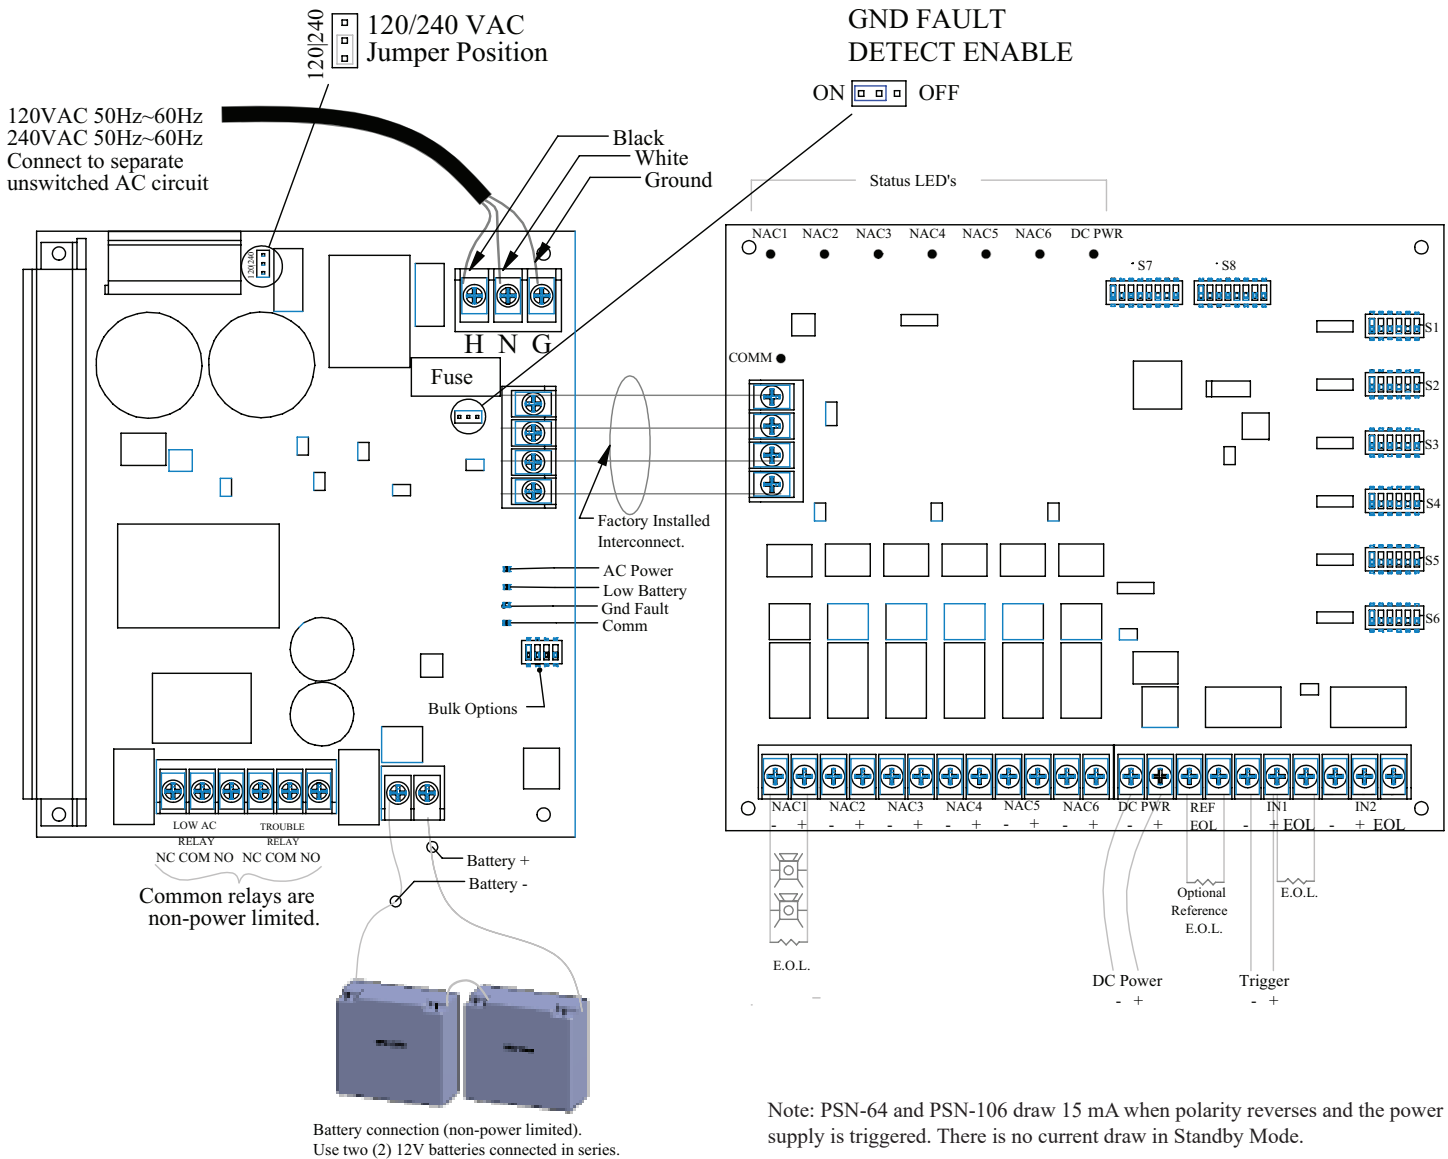 120|240
120/240 VAC
Jumper Position
GND FAULT
DETECT ENABLE
ON
OFF
120VAC 50Hz~60Hz
240VAC 50Hz~60Hz
Connect to separate
unswitched AC circuit
Black
White
Ground
Status LED's
NAC1 NAC2 NAC3 NAC4 NAC5 NAC6 DC PWR
S7 S8
120|240
H N G
Fuse
COMM
S1
S2
S3
S4
S5
S6
Factory Installed
Interconnect.
AC Power
Low Battery
Gnd Fault
Comm
Bulk Options
LOW AC
RELAY
NC COM NO
TROUBLE
RELAY
NC COM NO
Common relays are
non-power limited.
Battery +
Battery -
NAC1 NAC2 NAC3 NAC4 NAC5 NAC6 DC PWR REF IN1 IN2
- + - + - + - + - + - + - + EOL - + EOL - + EOL
E.O.L.
Optional
Reference
E.O.L.
E.O.L.
DC Power
- +
Trigger
- +
Battery connection (non-power limited).
Use two (2) 12V batteries connected in series.
Note: PSN-64 and PSN-106 draw 15 mA when polarity reverses and the power
supply is triggered. There is no current draw in Standby Mode.